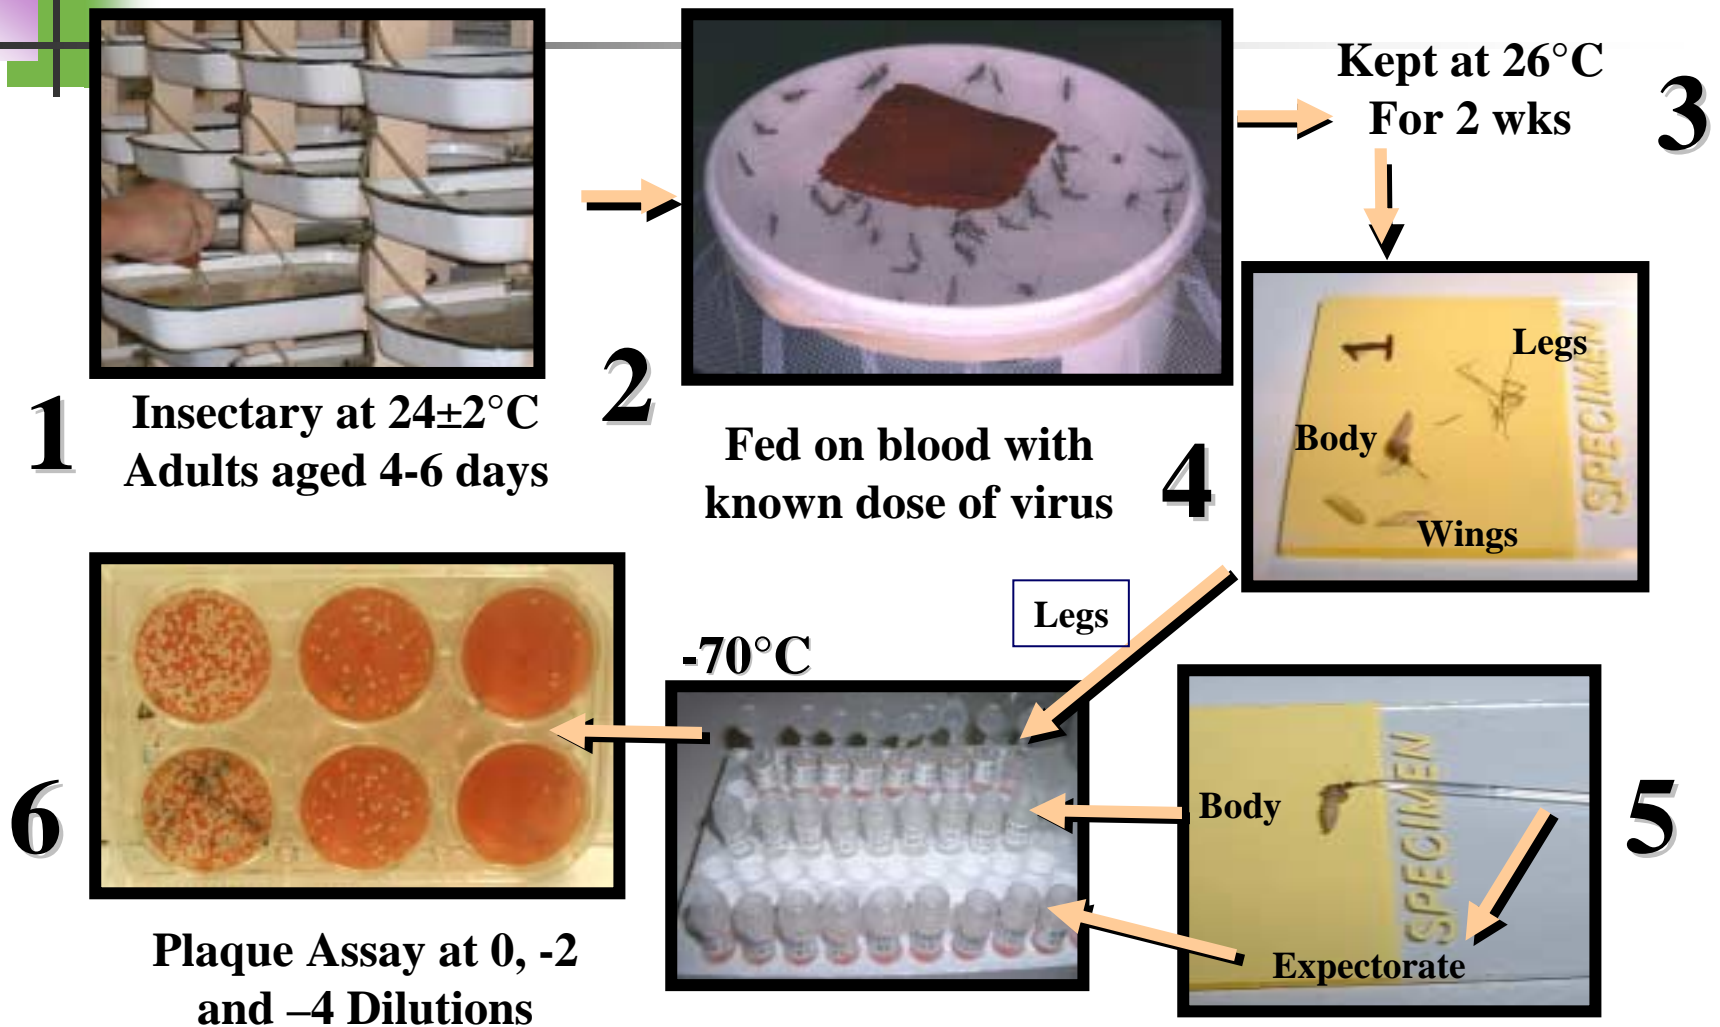 1
Insectary at 24±2°C
Adults aged 4-6 days
2
Fed on blood with
known dose of virus
Kept at 26°C
For 2 wks
3
4
1
Legs
Body
Wings
SPECIMEN
Legs
-70°C
Body
SPECIMEN
Expectorate
5
6
Plaque Assay at 0, -2
and –4 Dilutions